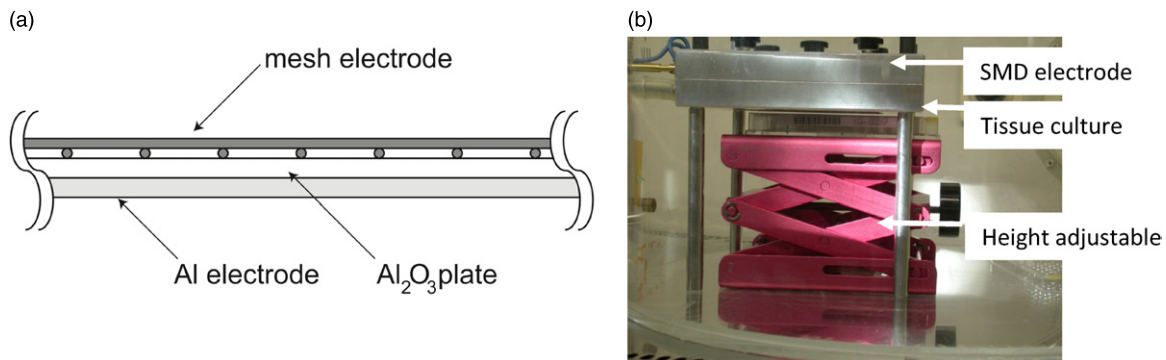 (a)
mesh electrode
Al electrode
Al₂O₃plate
(b)
SMD electrode
Tissue culture
Height adjustable